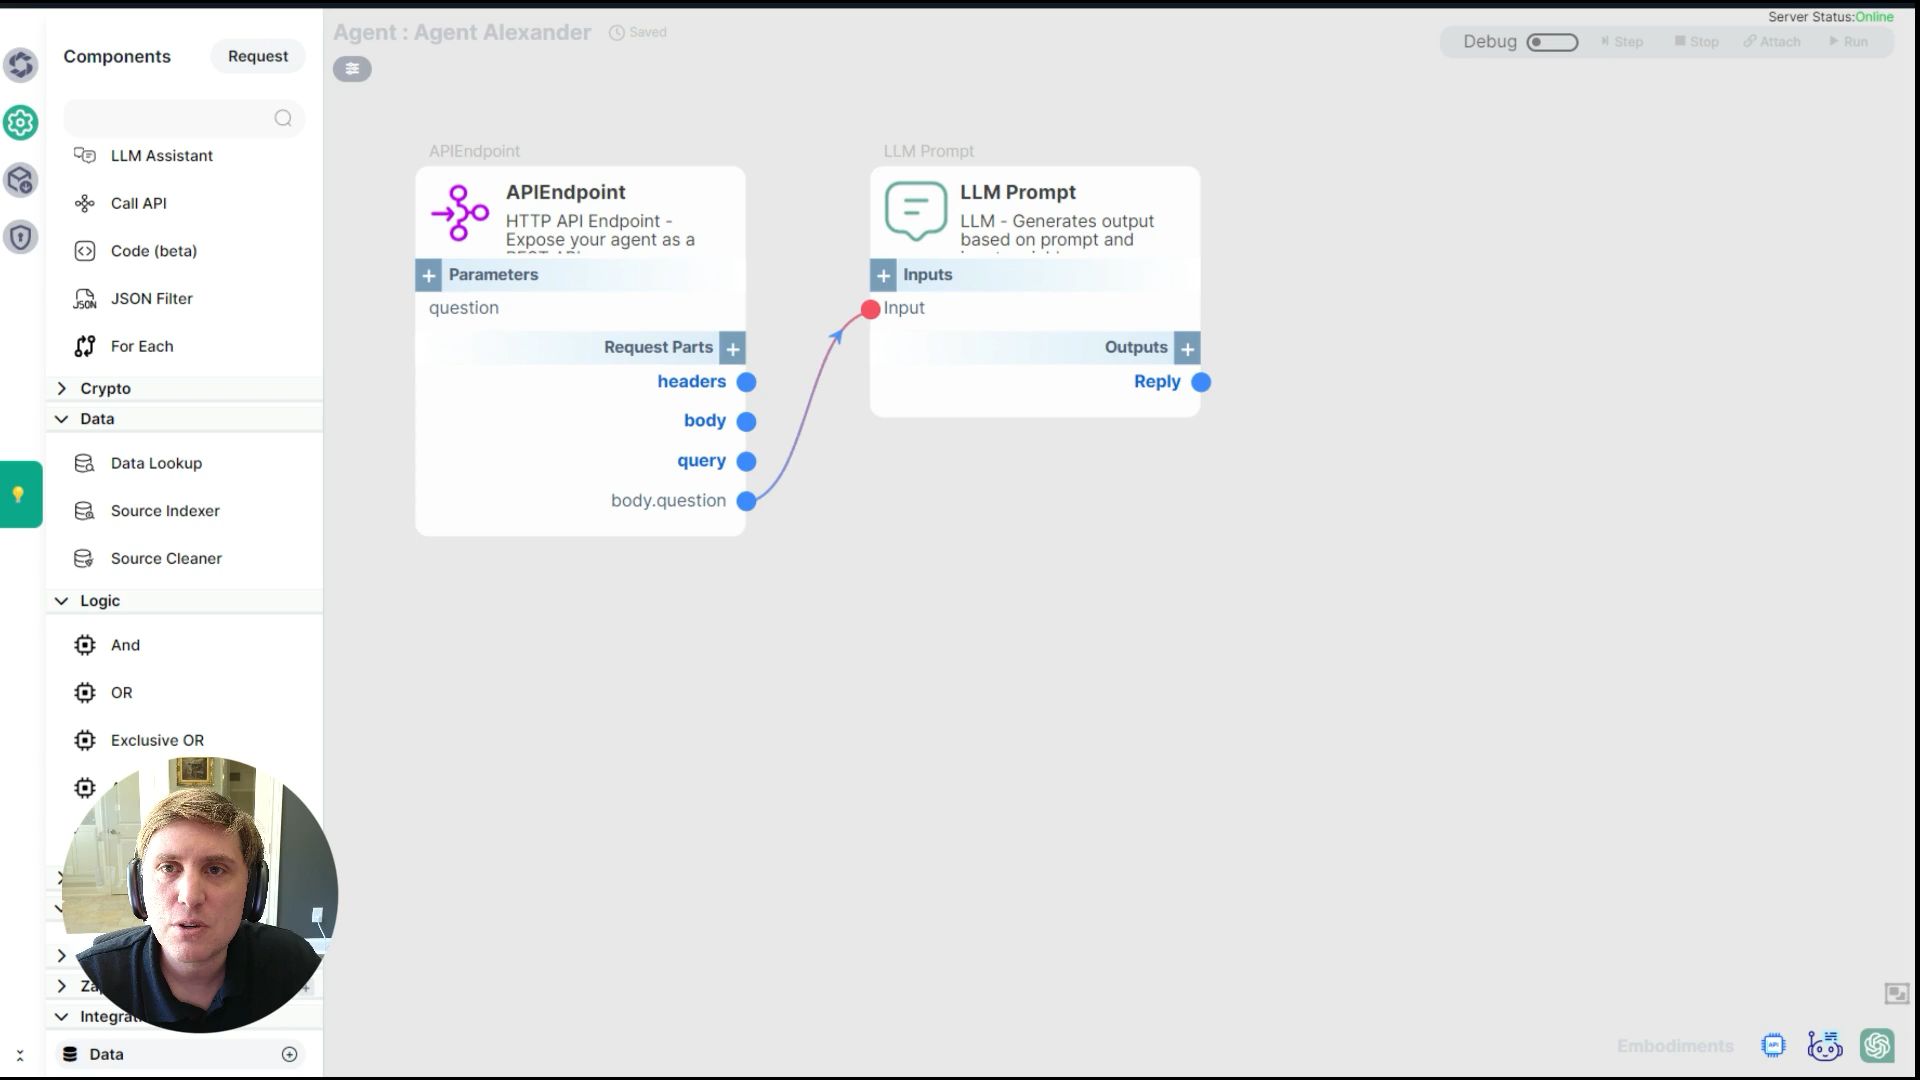 Server Status:Online
Components
Request
Agent : Agent Alexander
Saved
Debug
Step
Stop
Attach
Run
LLM Assistant
Call API
Code (beta)
JSON
JSON Filter
For Each
Crypto
Data
Data Lookup
Source Indexer
Source Cleaner
Logic
And
OR
Exclusive OR
Integrat
Data
APIEndpoint
APIEndpoint
HTTP API Endpoint -
Expose your agent as a
+ Parameters
question
Request Parts +
headers
body
query
body.question
LLM Prompt
LLM Prompt
LLM - Generates output
based on prompt and
+ Inputs
Input
Outputs +
Reply
Embodiments
API